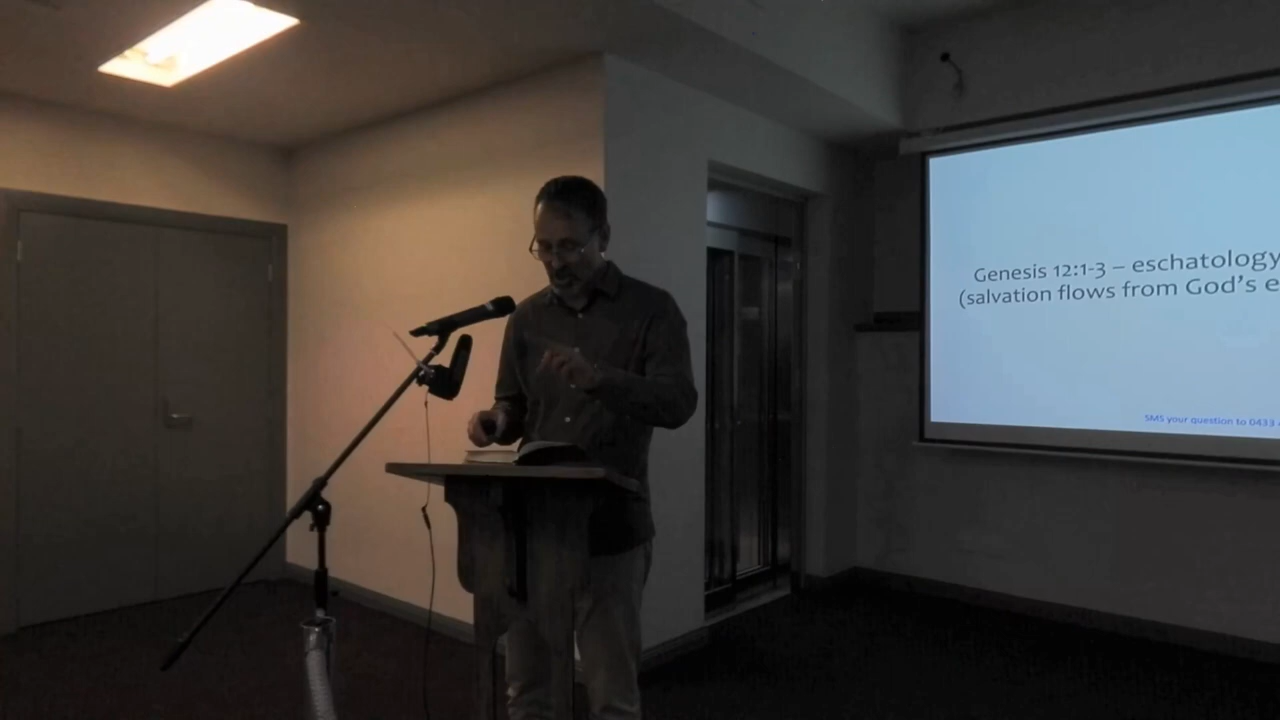 Genesis 12:1-3 – eschatology
(salvation flows from God's e
SMS your question to 0433